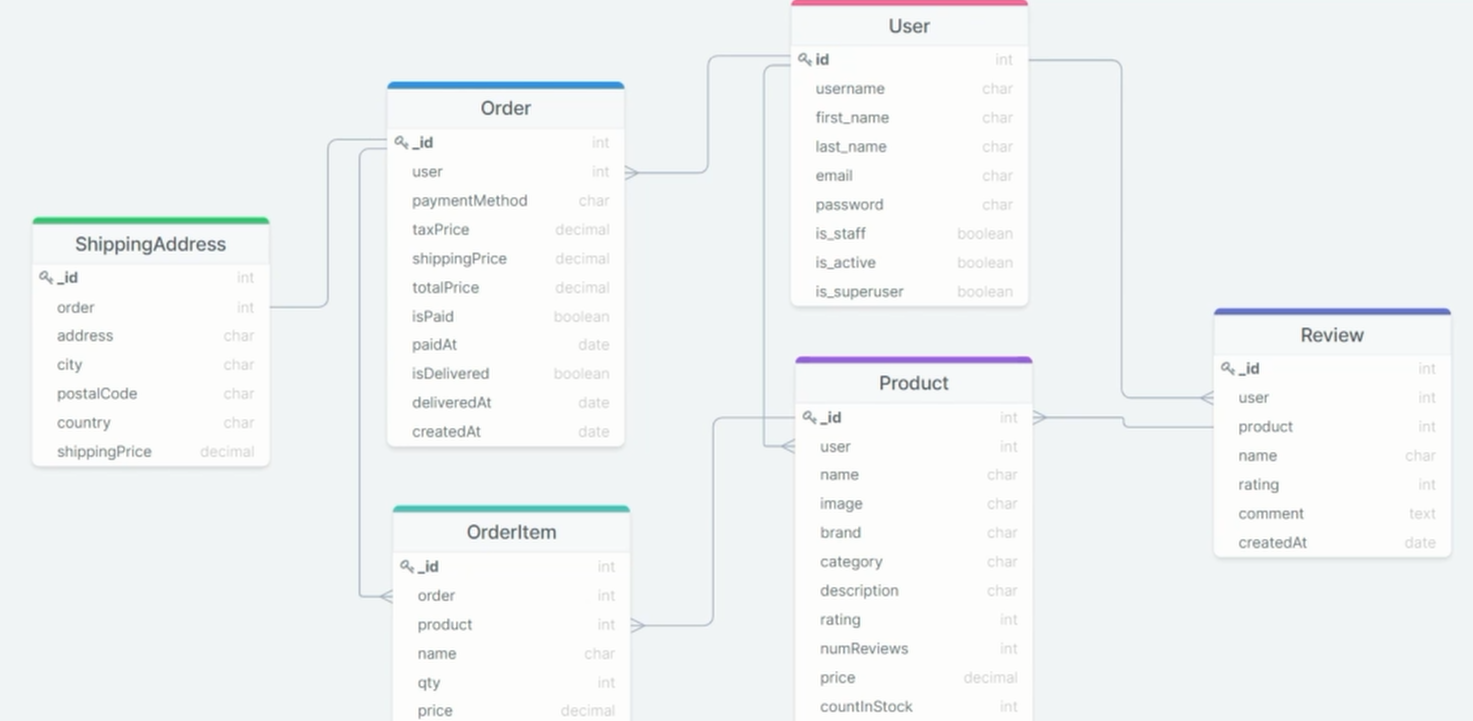 User
id int
username char
first_name char
last_name char
email char
password char
is_staff boolean
is_active boolean
is_superuser boolean
Order
_id int
user int
paymentMethod char
taxPrice decimal
shippingPrice decimal
totalPrice decimal
isPaid boolean
paidAt date
isDelivered boolean
deliveredAt date
createdAt date
ShippingAddress
_id int
order int
address char
city char
postalCode char
country char
shippingPrice decimal
Review
_id int
user int
product int
name char
rating int
comment text
createdAt date
Product
_id int
user int
name char
image char
brand char
category char
description char
rating int
numReviews int
price decimal
countInStock int
OrderItem
_id int
order int
product int
name char
qty int
price decimal